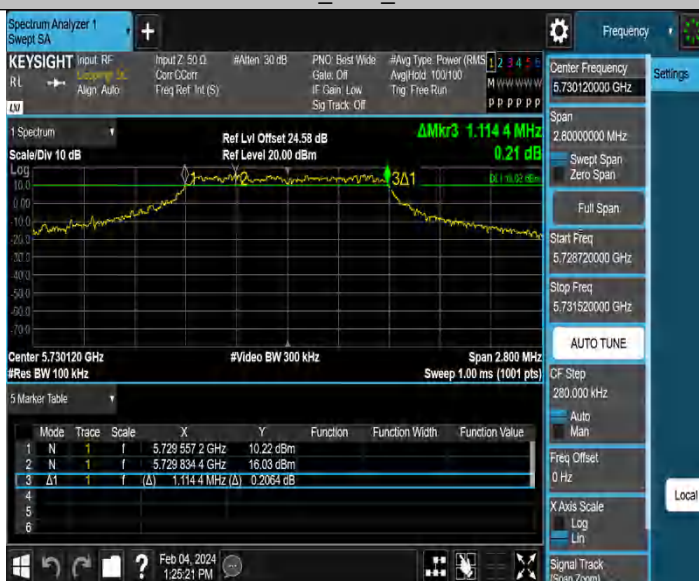 Spectrum Analyzer 1
Swept SA
+
Frequency
KEYSIGHT
RL
Input: RF
Align: Auto
Input Z: 50 Ω
Corr CCorr
Freq Ref: Int (S)
#Atten: 30 dB
PNO: Best Wide
Gate: Off
IF Gain: Low
Sig Track: Off
#Avg Type: Power (RMS
Avg|Hold: 100/100
Trig: Free Run
1 2 3 4 5 6
M W W W W W
P P P P P P
1 Spectrum
Scale/Div 10 dB
Log
Ref Lvl Offset 24.58 dB
Ref Level 20.00 dBm
ΔMkr3 1.114 4 MHz
0.21 dB
10.0
0.00
-10.0
-20.0
-30.0
-40.0
-50.0
-60.0
-70.0
1
2
3Δ1
Center 5.730120 GHz
#Video BW 300 kHz
Span 2.800 MHz
#Res BW 100 kHz
Sweep 1.00 ms (1001 pts)
5 Marker Table
Mode Trace Scale X Y Function Function Width Function Value
1 N 1 f 5.729 557 2 GHz 10.22 dBm
2 N 1 f 5.729 834 4 GHz 16.03 dBm
3 Δ1 1 f (Δ) 1.114 4 MHz (Δ) 0.2064 dB
4
5
6
Feb 04, 2024
1:25:21 PM
Center Frequency
5.730120000 GHz
Settings
Span
2.80000000 MHz
Swept Span
Zero Span
Full Span
Start Freq
5.728720000 GHz
Stop Freq
5.731520000 GHz
AUTO TUNE
CF Step
280.000 kHz
Auto
Man
Freq Offset
0 Hz
Local
X Axis Scale
Log
Lin
Signal Track
(Span Zoom)